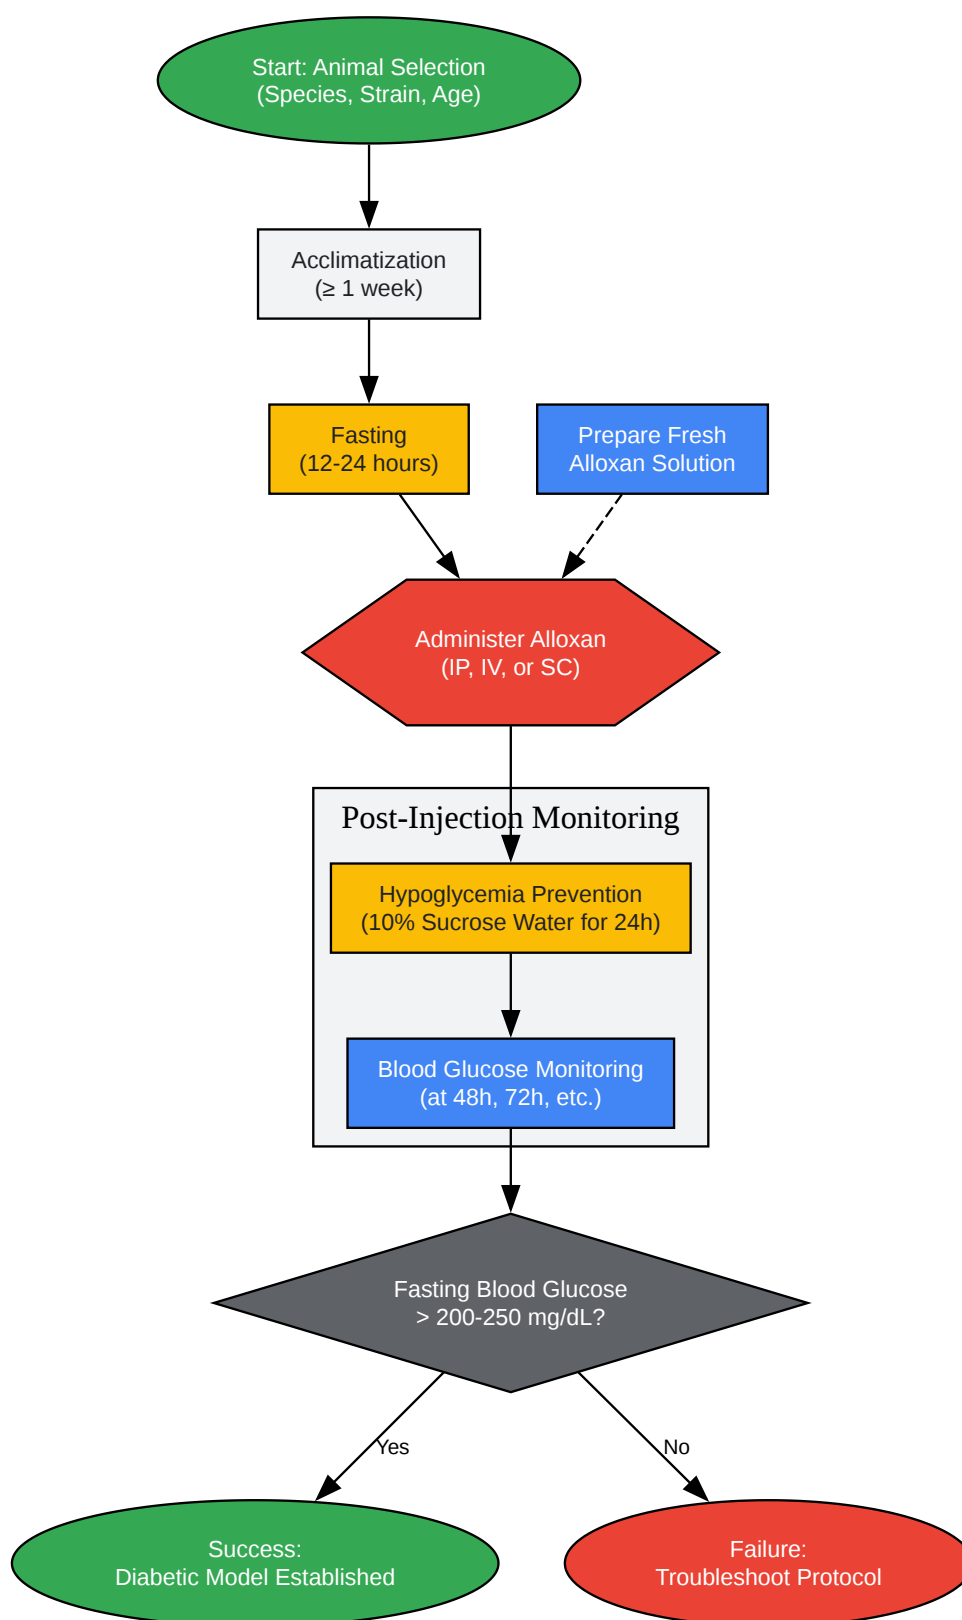 Start: Animal Selection
(Species, Strain, Age)
Acclimatization
(≥ 1 week)
Fasting
(12-24 hours)
Prepare Fresh
Alloxan Solution
Administer Alloxan
(IP, IV, or SC)
Post-Injection Monitoring
Hypoglycemia Prevention
(10% Sucrose Water for 24h)
Blood Glucose Monitoring
(at 48h, 72h, etc.)
Fasting Blood Glucose
> 200-250 mg/dL?
Yes
No
Success:
Diabetic Model Established
Failure:
Troubleshoot Protocol